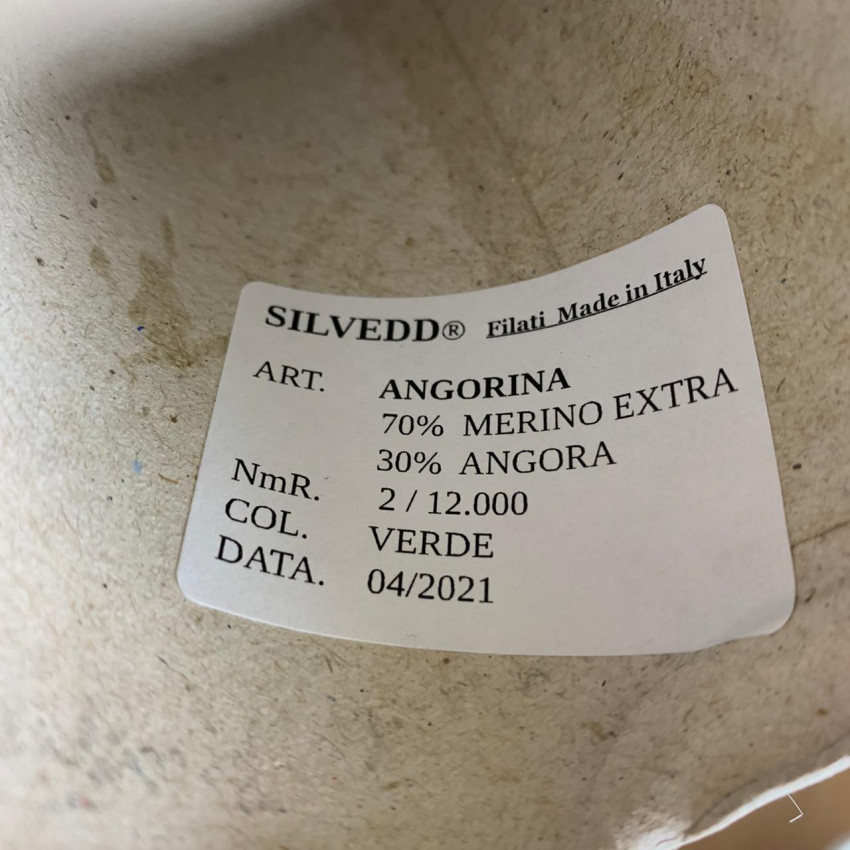 SILVEDD® Filati Made in Italy
ART. ANGORINA
70% MERINO EXTRA
30% ANGORA
NmR. 2 / 12.000
COL. VERDE
DATA. 04/2021